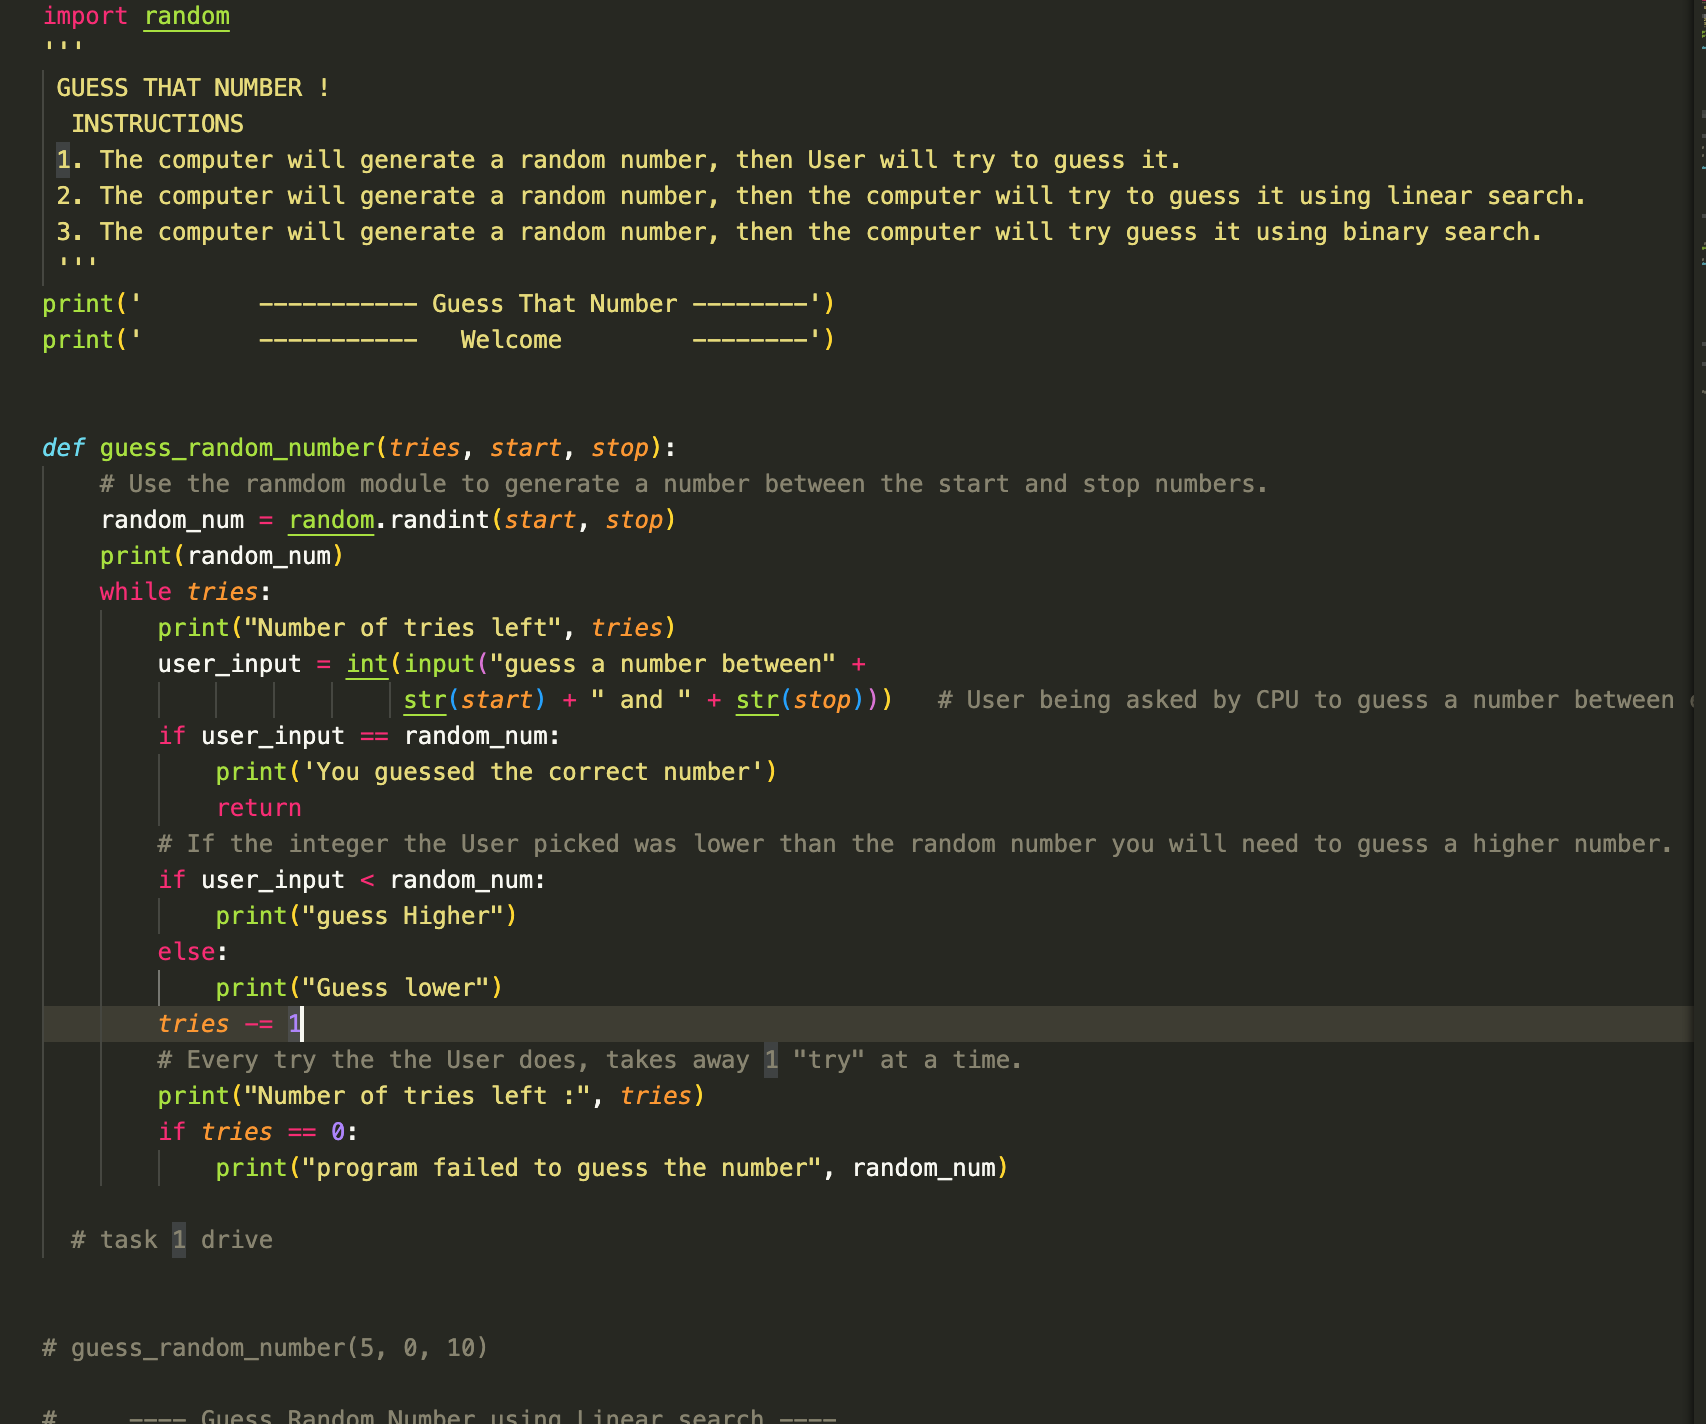 import random
'''
GUESS THAT NUMBER !
INSTRUCTIONS
1. The computer will generate a random number, then User will try to guess it.
2. The computer will generate a random number, then the computer will try to guess it using linear search.
3. The computer will generate a random number, then the computer will try guess it using binary search.
'''
print('        ----------- Guess That Number --------')
print('        -----------   Welcome         --------')
def guess_random_number(tries, start, stop):
    # Use the ranmdom module to generate a number between the start and stop numbers.
    random_num = random.randint(start, stop)
    print(random_num)
    while tries:
        print("Number of tries left", tries)
        user_input = int(input("guess a number between" +
                         str(start) + " and " + str(stop)))   # User being asked by CPU to guess a number between
        if user_input == random_num:
            print('You guessed the correct number')
            return
        # If the integer the User picked was lower than the random number you will need to guess a higher number.
        if user_input < random_num:
            print("guess Higher")
        else:
            print("Guess lower")
        tries -= 1
        # Every try the the User does, takes away 1 "try" at a time.
        print("Number of tries left :", tries)
        if tries == 0:
            print("program failed to guess the number", random_num)
  # task 1 drive
# guess_random_number(5, 0, 10)
#     ---- Guess Random Number using Linear search ----